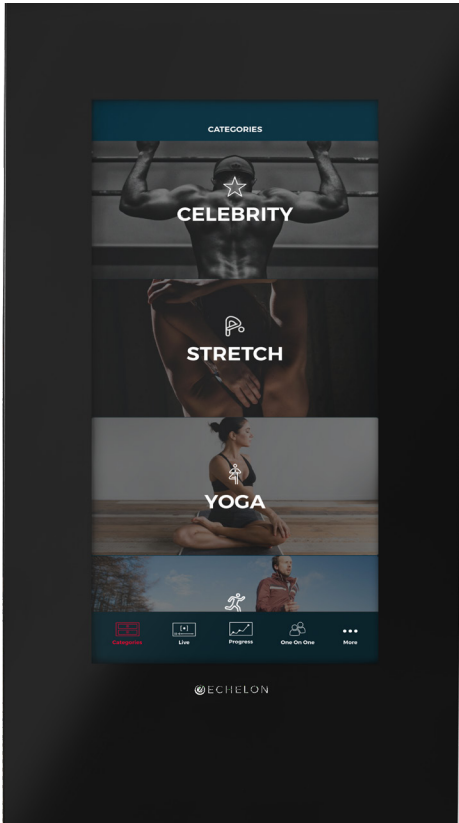 CATEGORIES
CELEBRITY
STRETCH
YOGA
Categories
Live
Progress
One On One
More
ECHELON